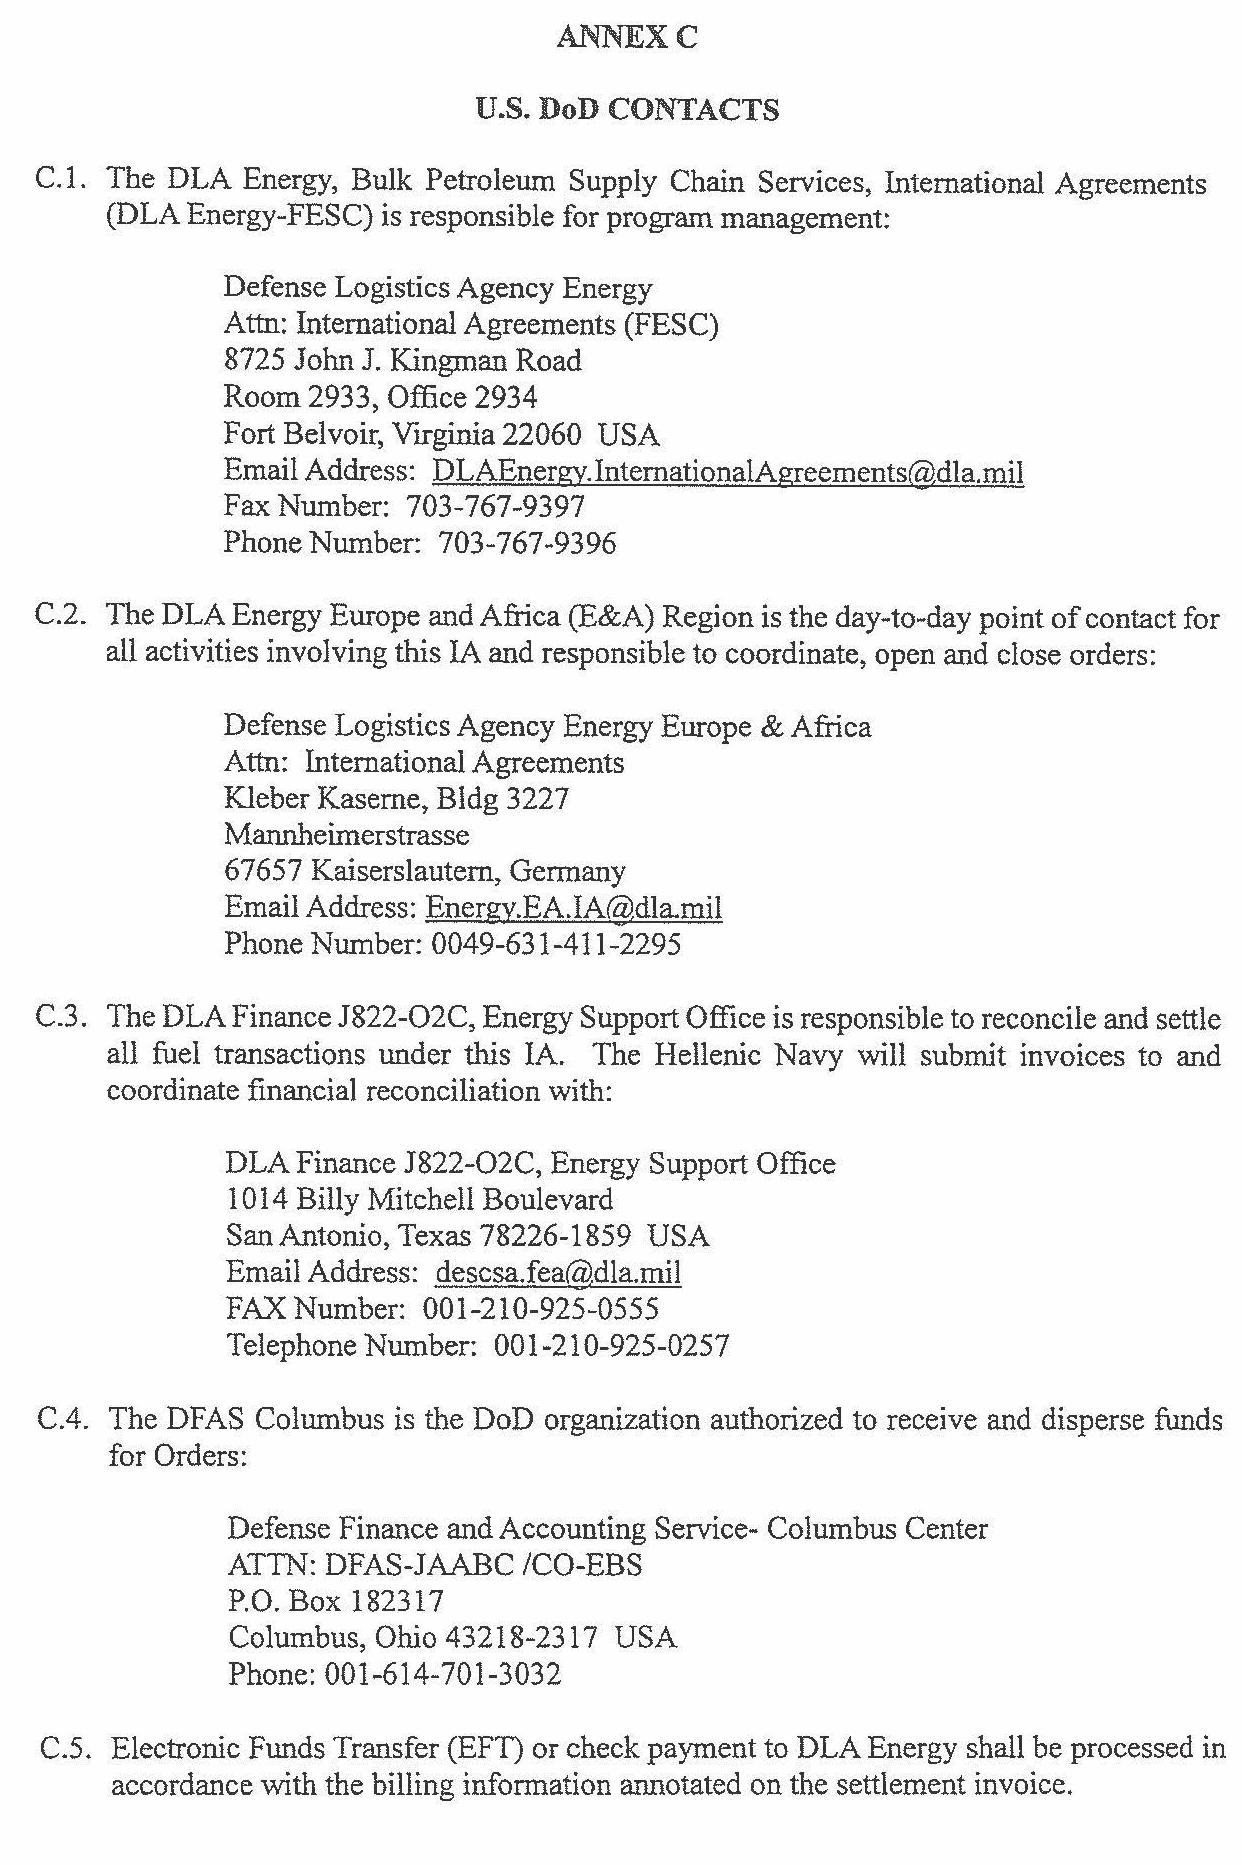 ANNEX C
U.S. DoD CONTACTS
C.1. The DLA Energy, Bulk Petroleum Supply Chain Services, International Agreements
(DLA Energy-FESC) is responsible for program management:
Defense Logistics Agency Energy
Attn: International Agreements (FESC)
8725 John J. Kingman Road
Room 2933, Office 2934
Fort Belvoir, Virginia 22060 USA
Email Address: DLAEnergy.InternationalAgreements@dla.mil
Fax Number: 703-767-9397
Phone Number: 703-767-9396
C.2. The DLA Energy Europe and Africa (E&A) Region is the day-to-day point of contact for
all activities involving this IA and responsible to coordinate, open and close orders:
Defense Logistics Agency Energy Europe & Africa
Attn: International Agreements
Kleber Kaserne, Bldg 3227
Mannheimerstrasse
67657 Kaiserslautern, Germany
Email Address: Energy.EA.IA@dla.mil
Phone Number: 0049-631-411-2295
C.3. The DLA Finance J822-O2C, Energy Support Office is responsible to reconcile and settle
all fuel transactions under this IA. The Hellenic Navy will submit invoices to and
coordinate financial reconciliation with:
DLA Finance J822-O2C, Energy Support Office
1014 Billy Mitchell Boulevard
San Antonio, Texas 78226-1859 USA
Email Address: descsa.fea@dla.mil
FAX Number: 001-210-925-0555
Telephone Number: 001-210-925-0257
C.4. The DFAS Columbus is the DoD organization authorized to receive and disperse funds
for Orders:
Defense Finance and Accounting Service- Columbus Center
ATTN: DFAS-JAABC /CO-EBS
P.O. Box 182317
Columbus, Ohio 43218-2317 USA
Phone: 001-614-701-3032
C.5. Electronic Funds Transfer (EFT) or check payment to DLA Energy shall be processed in
accordance with the billing information annotated on the settlement invoice.